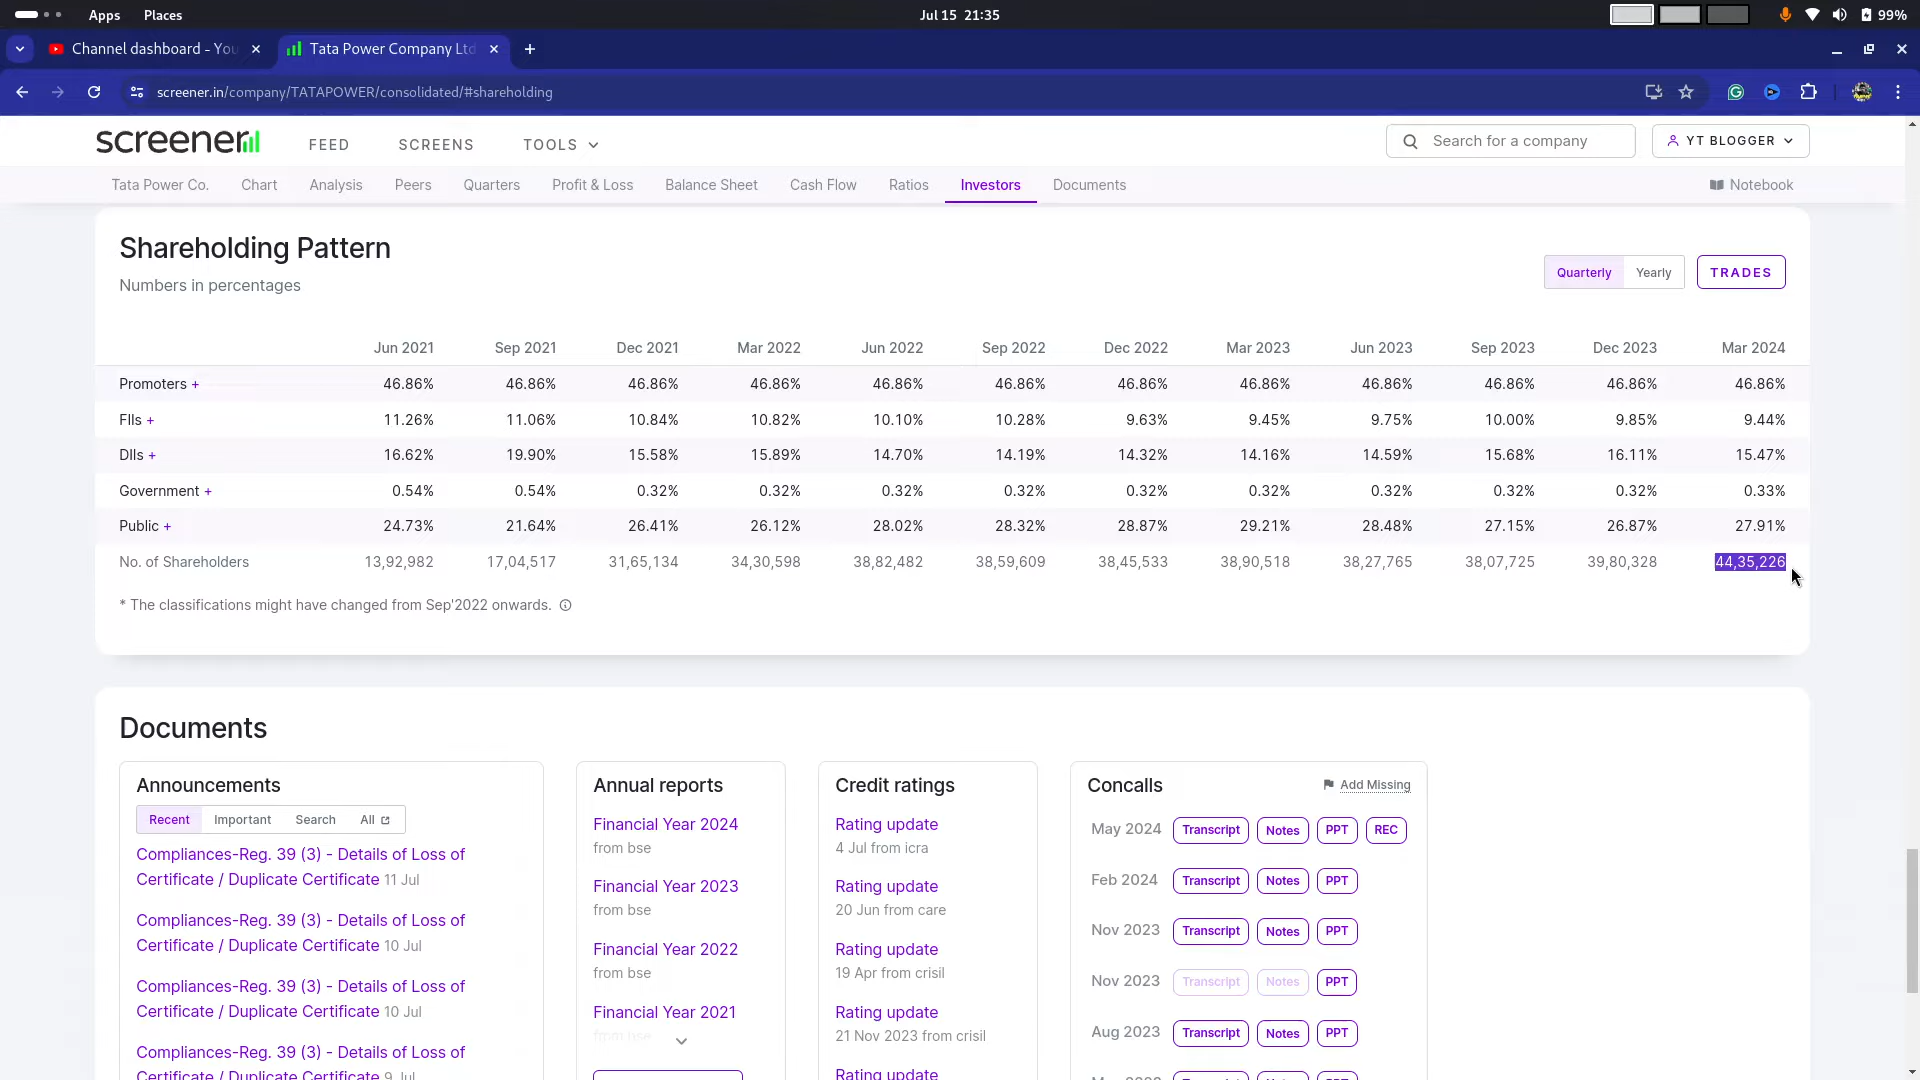 Apps Places Jul 15 21:35 99%
Channel dashboard - You Tata Power Company Ltd
screener.in/company/TATAPOWER/consolidated/#shareholding
screener FEED SCREENS TOOLS Search for a company YT BLOGGER
Tata Power Co. Chart Analysis Peers Quarters Profit & Loss Balance Sheet Cash Flow Ratios Investors Documents Notebook
Shareholding Pattern
Numbers in percentages
Quarterly Yearly TRADES
Jun 2021 Sep 2021 Dec 2021 Mar 2022 Jun 2022 Sep 2022 Dec 2022 Mar 2023 Jun 2023 Sep 2023 Dec 2023 Mar 2024
Promoters + 46.86% 46.86% 46.86% 46.86% 46.86% 46.86% 46.86% 46.86% 46.86% 46.86% 46.86% 46.86%
FIIs + 11.26% 11.06% 10.84% 10.82% 10.10% 10.28% 9.63% 9.45% 9.75% 10.00% 9.85% 9.44%
DIIs + 16.62% 19.90% 15.58% 15.89% 14.70% 14.19% 14.32% 14.16% 14.59% 15.68% 16.11% 15.47%
Government + 0.54% 0.54% 0.32% 0.32% 0.32% 0.32% 0.32% 0.32% 0.32% 0.32% 0.32% 0.33%
Public + 24.73% 21.64% 26.41% 26.12% 28.02% 28.32% 28.87% 29.21% 28.48% 27.15% 26.87% 27.91%
No. of Shareholders 13,92,982 17,04,517 31,65,134 34,30,598 38,82,482 38,59,609 38,45,533 38,90,518 38,27,765 38,07,725 39,80,328 44,35,226
* The classifications might have changed from Sep'2022 onwards.
Documents
Announcements
Recent Important Search All
Compliances-Reg. 39 (3) - Details of Loss of
Certificate / Duplicate Certificate 11 Jul
Compliances-Reg. 39 (3) - Details of Loss of
Certificate / Duplicate Certificate 10 Jul
Compliances-Reg. 39 (3) - Details of Loss of
Certificate / Duplicate Certificate 10 Jul
Compliances-Reg. 39 (3) - Details of Loss of
Certificate / Duplicate Certificate 9 Jul
Annual reports
Financial Year 2024
from bse
Financial Year 2023
from bse
Financial Year 2022
from bse
Financial Year 2021
from bse
Credit ratings
Rating update
4 Jul from icra
Rating update
20 Jun from care
Rating update
19 Apr from crisil
Rating update
21 Nov 2023 from crisil
Rating update
Concalls Add Missing
May 2024 Transcript Notes PPT REC
Feb 2024 Transcript Notes PPT
Nov 2023 Transcript Notes PPT
Nov 2023 Transcript Notes PPT
Aug 2023 Transcript Notes PPT